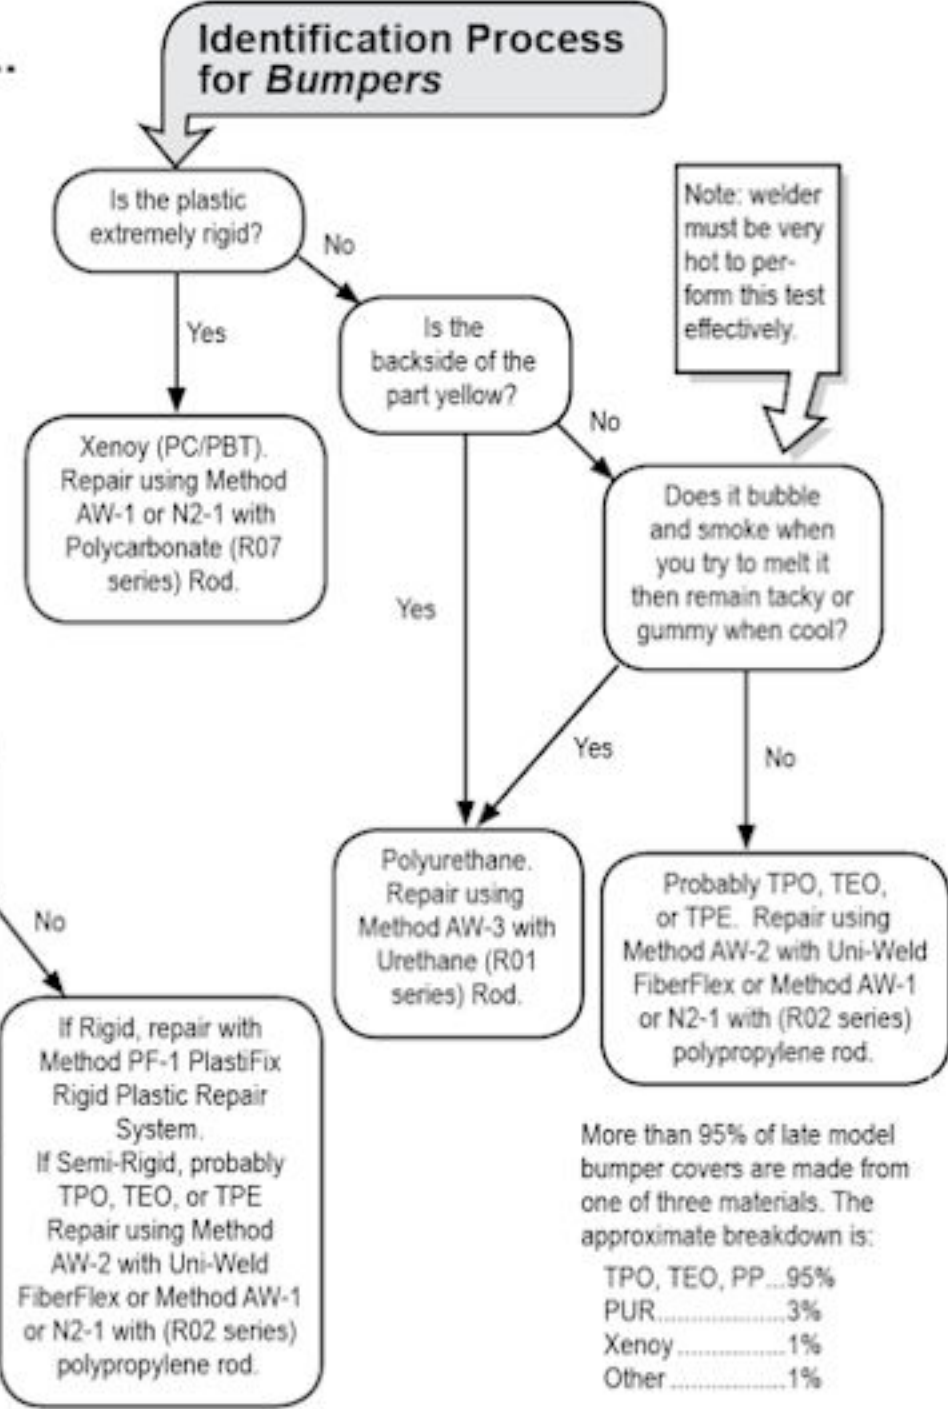 ..
Identification Process
for Bumpers
Is the plastic
extremely rigid?
No
Yes
Note: welder
must be very
hot to per-
form this test
effectively.
Is the
backside of the
part yellow?
No
Yes
Xenoy (PC/PBT).
Repair using Method
AW-1 or N2-1 with
Polycarbonate (R07
series) Rod.
Does it bubble
and smoke when
you try to melt it
then remain tacky or
gummy when cool?
Yes
No
Polyurethane.
Repair using
Method AW-3 with
Urethane (R01
series) Rod.
Probably TPO, TEO,
or TPE. Repair using
Method AW-2 with Uni-Weld
FiberFlex or Method AW-1
or N2-1 with (R02 series)
polypropylene rod.
No
If Rigid, repair with
Method PF-1 PlastiFix
Rigid Plastic Repair
System.
If Semi-Rigid, probably
TPO, TEO, or TPE
Repair using Method
AW-2 with Uni-Weld
FiberFlex or Method AW-1
or N2-1 with (R02 series)
polypropylene rod.
More than 95% of late model
bumper covers are made from
one of three materials. The
approximate breakdown is:
TPO, TEO, PP...95%
PUR....................3%
Xenoy.................1%
Other..................1%